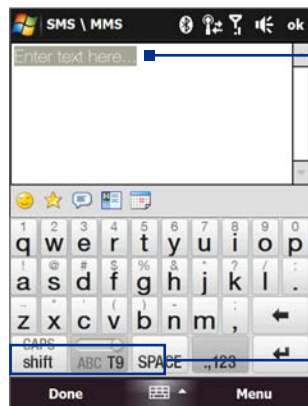 SMS \ MMS ok
Enter text here...
1 2 3 4 5 6 7 8 9 0
q w e r t y u i o p
! @ # $ % & * / :
a s d f g h j k l .
( ) - ;
z x c v b n m ,
CAPS
shift ABC T9 SPACE .,123
Done Menu